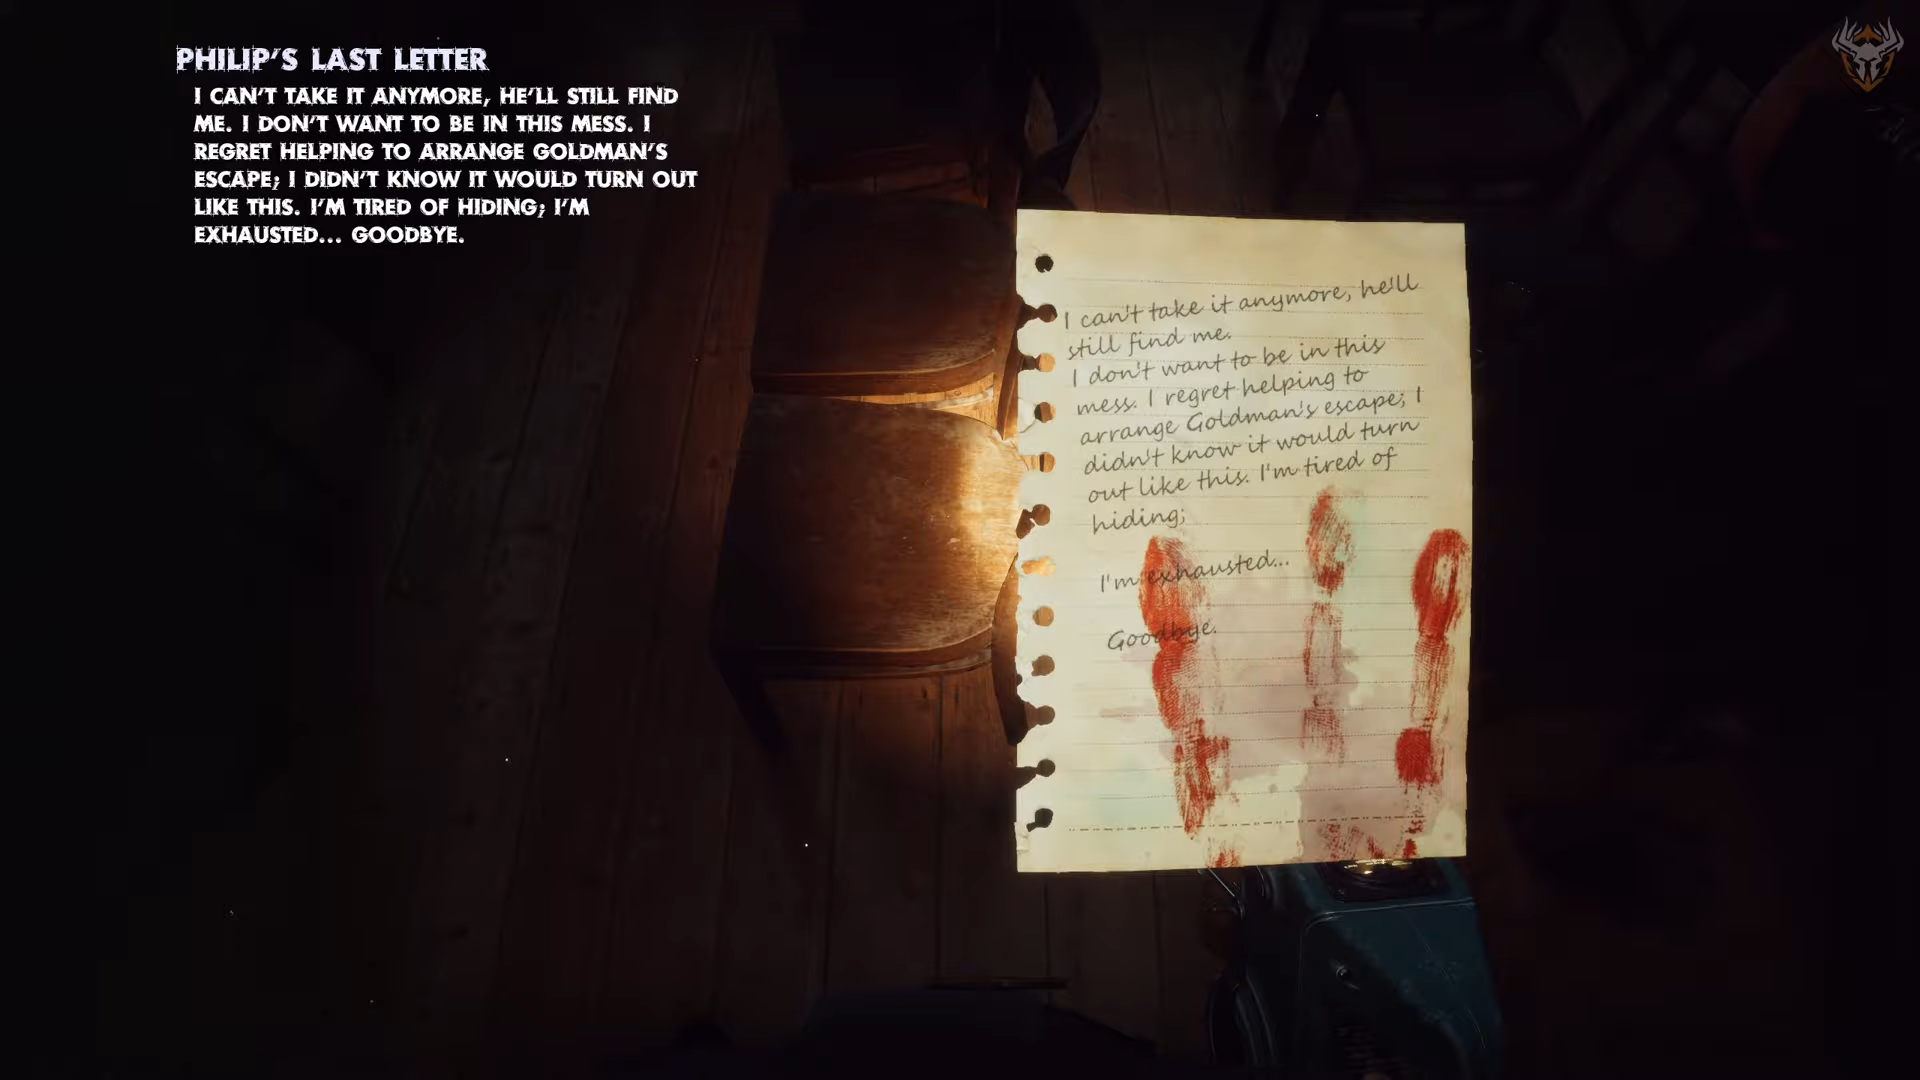 PHILIP'S LAST LETTER
I CAN'T TAKE IT ANYMORE, HE'LL STILL FIND
ME. I DON'T WANT TO BE IN THIS MESS. I
REGRET HELPING TO ARRANGE GOLDMAN'S
ESCAPE; I DIDN'T KNOW IT WOULD TURN OUT
LIKE THIS. I'M TIRED OF HIDING; I'M
EXHAUSTED... GOODBYE.
I can't take it anymore, he'll
still find me.
I don't want to be in this
mess. I regret helping to
arrange Goldman's escape; I
didn't know it would turn
out like this. I'm tired of
hiding;
I'm exhausted...
Goodbye.